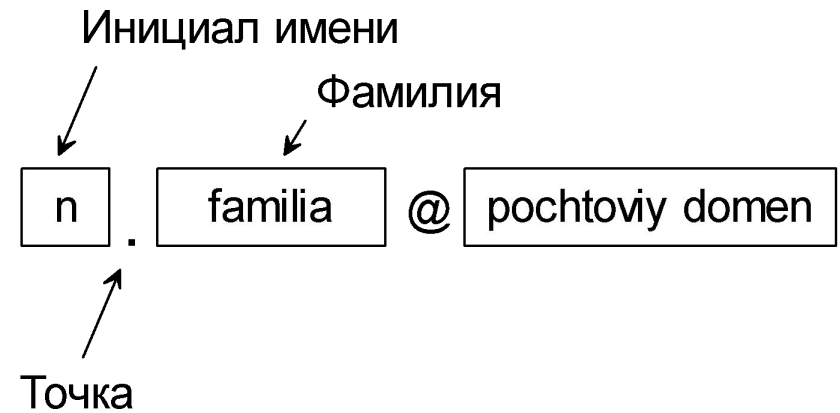 Инициал имени
Фамилия
n . familia @ pochtoviy domen
Точка